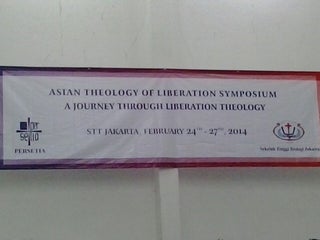 ASIAN THEOLOGY OF LIBERATION SYMPOSIUM
A JOURNEY THROUGH LIBERATION THEOLOGY
STT JAKARTA, FEBRUARY 24TH - 27TH, 2014
PERSETIA
Sekolah Tinggi Teologi Jakarta